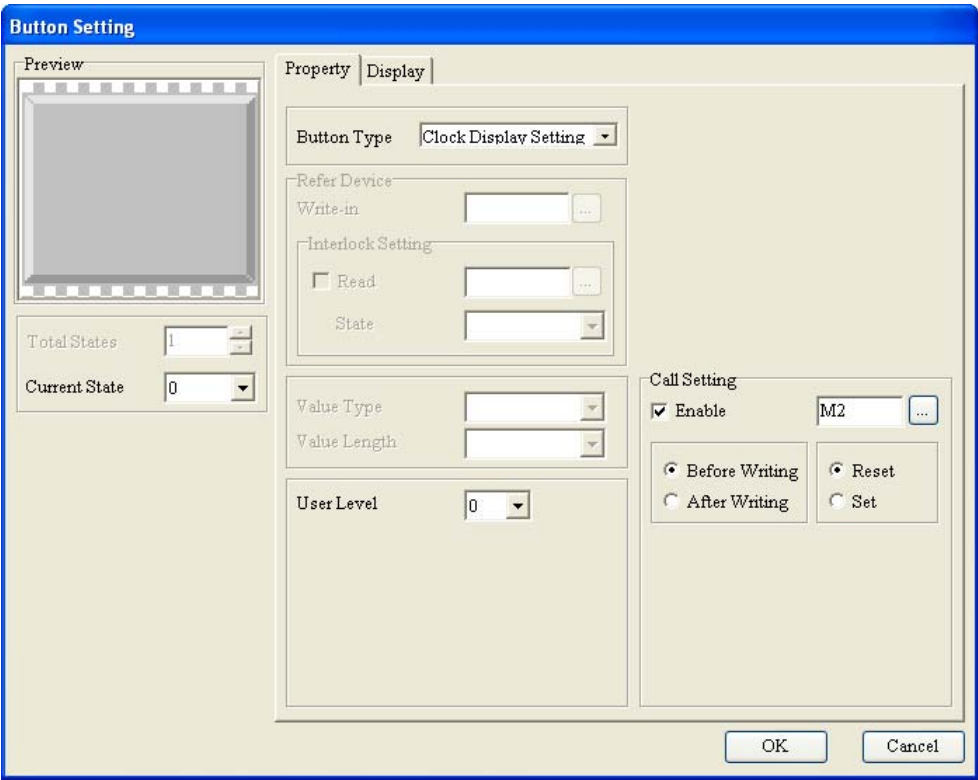 Button Setting
Preview
Total States 1
Current State 0
Property Display
Button Type Clock Display Setting
Refer Device
Write-in ...
Interlock Setting
Read ...
State
Value Type
Value Length
User Level 0
Call Setting
Enable M2 ...
Before Writing Reset
After Writing Set
OK Cancel